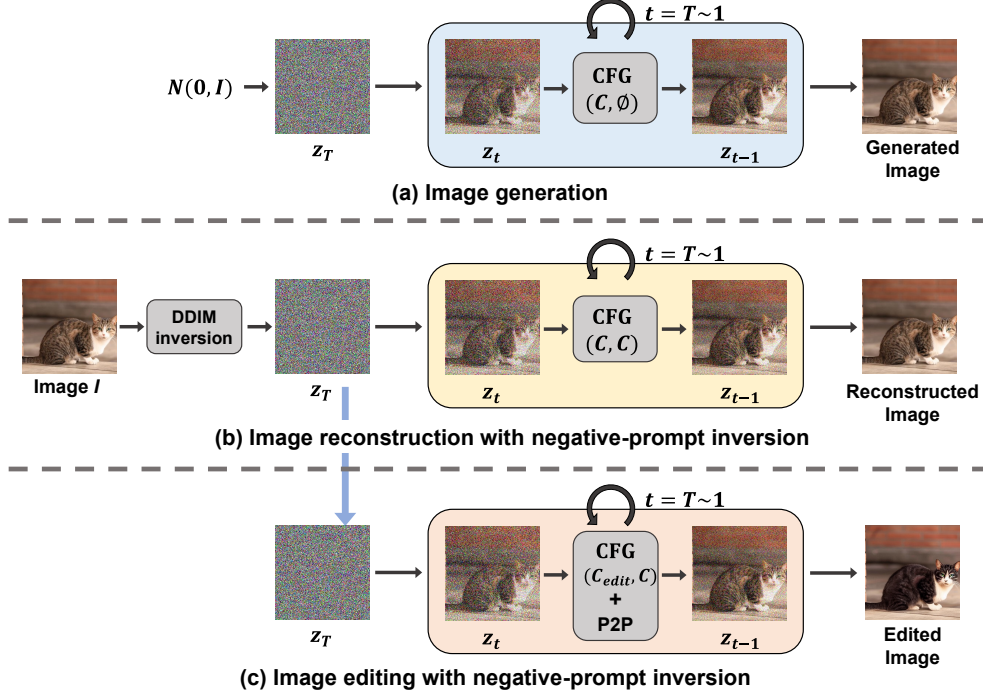 t = T~1
N(0, I)
CFG
(C, ∅)
z_T
z_t
z_{t-1}
Generated
Image
(a) Image generation
t = T~1
DDIM
inversion
CFG
(C, C)
Image I
z_T
z_t
z_{t-1}
Reconstructed
Image
(b) Image reconstruction with negative-prompt inversion
t = T~1
CFG
(C_{edit}, C)
+
P2P
z_T
z_t
z_{t-1}
Edited
Image
(c) Image editing with negative-prompt inversion